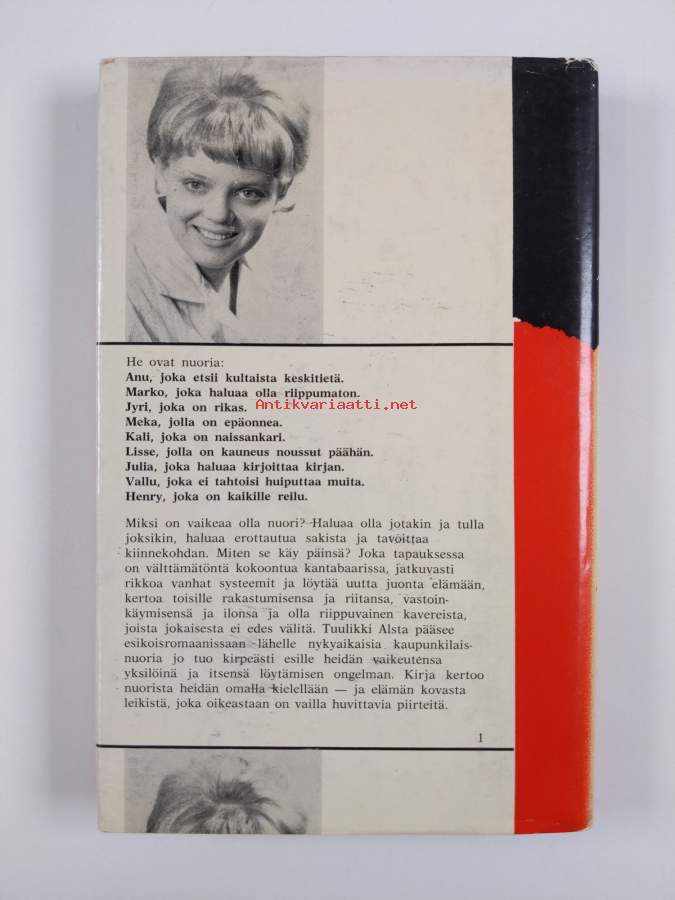 He ovat nuoria:
Anu, joka etsii kultaista keskitietä.
Marko, joka haluaa olla riippumaton.
Jyri, joka on rikas.
Antikvariaatti.net
Meka, jolla on epäonnea.
Kali, joka on naissankari.
Lisse, jolla on kauneus noussut päähän.
Julia, joka haluaa kirjoittaa kirjan.
Vallu, joka ei tahtoisi huiputtaa muita.
Henry, joka on kaikille reilu.
Miksi on vaikeaa olla nuori? Haluaa olla jotakin ja tulla
joksikin, haluaa erottautua sakista ja tavoittaa
kiinnekohdan. Miten se käy päinsä? Joka tapauksessa
on välttämätöntä kokoontua kantabaarissa, jatkuvasti
rikkoa vanhat systeemit ja löytää uutta juonta elämään,
kertoa toisille rakastumisensa ja riitansa, vastoin-
käymisensä ja ilonsa ja olla riippuvainen kavereista,
joista jokaisesta ei edes välitä. Tuulikki Alsta pääsee
esikoisromaanissaan lähelle nykyaikaisia kaupunkilais-
nuoria jo tuo kirpeästi esille heidän vaikeutensa
yksilöinä ja itsensä löytämisen ongelman. Kirja kertoo
nuorista heidän omalla kielellään — ja elämän kovasta
leikistä, joka oikeastaan on vailla huvittavia piirteitä.
1